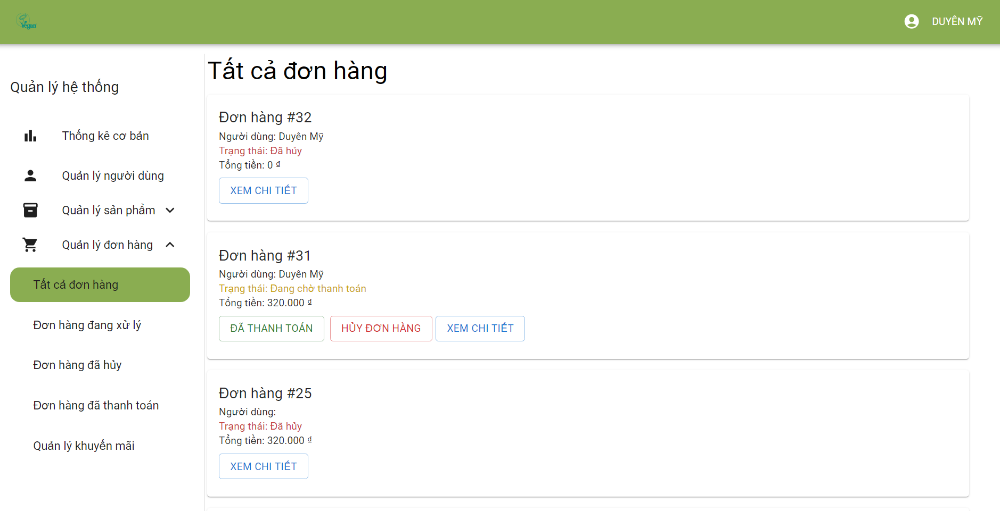 Vegan
DUYÊN MỸ
Quản lý hệ thống
Thống kê cơ bản
Quản lý người dùng
Quản lý sản phẩm
Quản lý đơn hàng
Tất cả đơn hàng
Đơn hàng đang xử lý
Đơn hàng đã hủy
Đơn hàng đã thanh toán
Quản lý khuyến mãi
Tất cả đơn hàng
Đơn hàng #32
Người dùng: Duyên Mỹ
Trạng thái: Đã hủy
Tổng tiền: 0 ₫
XEM CHI TIẾT
Đơn hàng #31
Người dùng: Duyên Mỹ
Trạng thái: Đang chờ thanh toán
Tổng tiền: 320.000 ₫
ĐÃ THANH TOÁN HỦY ĐƠN HÀNG XEM CHI TIẾT
Đơn hàng #25
Người dùng:
Trạng thái: Đã hủy
Tổng tiền: 320.000 ₫
XEM CHI TIẾT